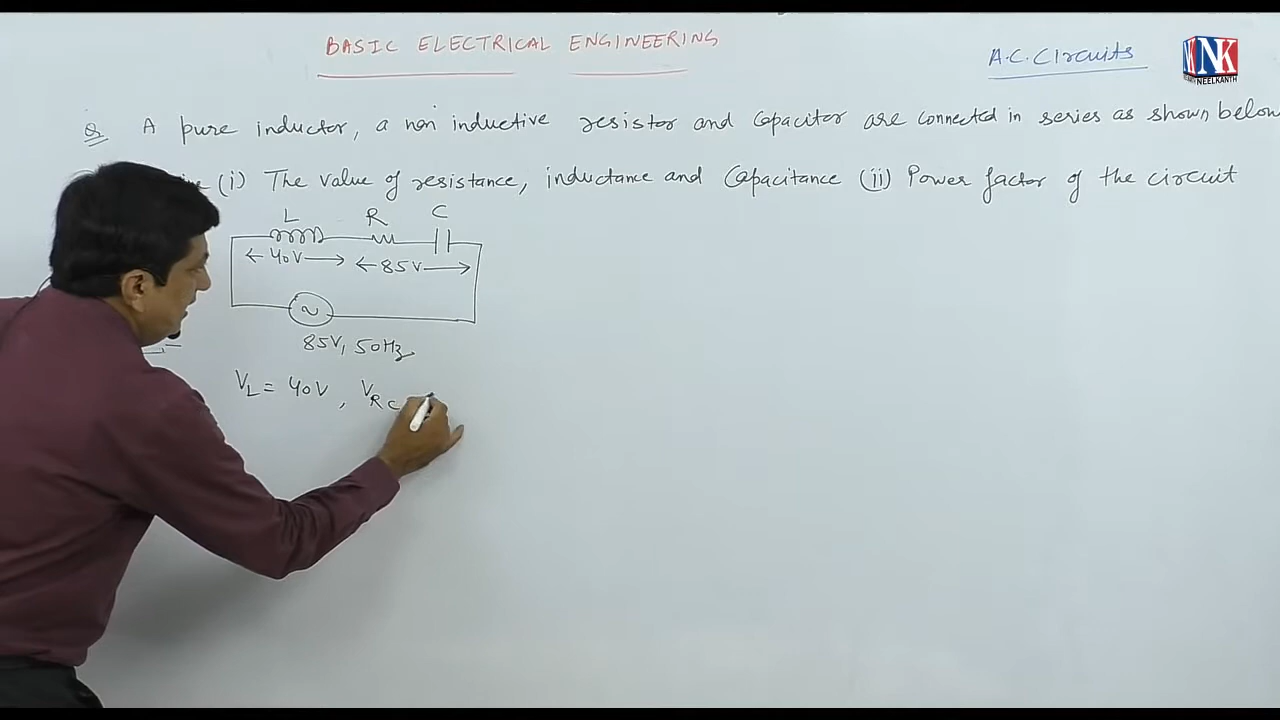 BASIC ELECTRICAL ENGINEERING
A.C. Circuits
NK
NEELKANTH
Q A pure inductor, a non inductive resistor and Capacitor are connected in series as shown below
(i) The value of resistance, inductance and Capacitance (ii) Power factor of the circuit
L R C
40V 85V
~
85V, 50Hz
VL = 40V, VRC